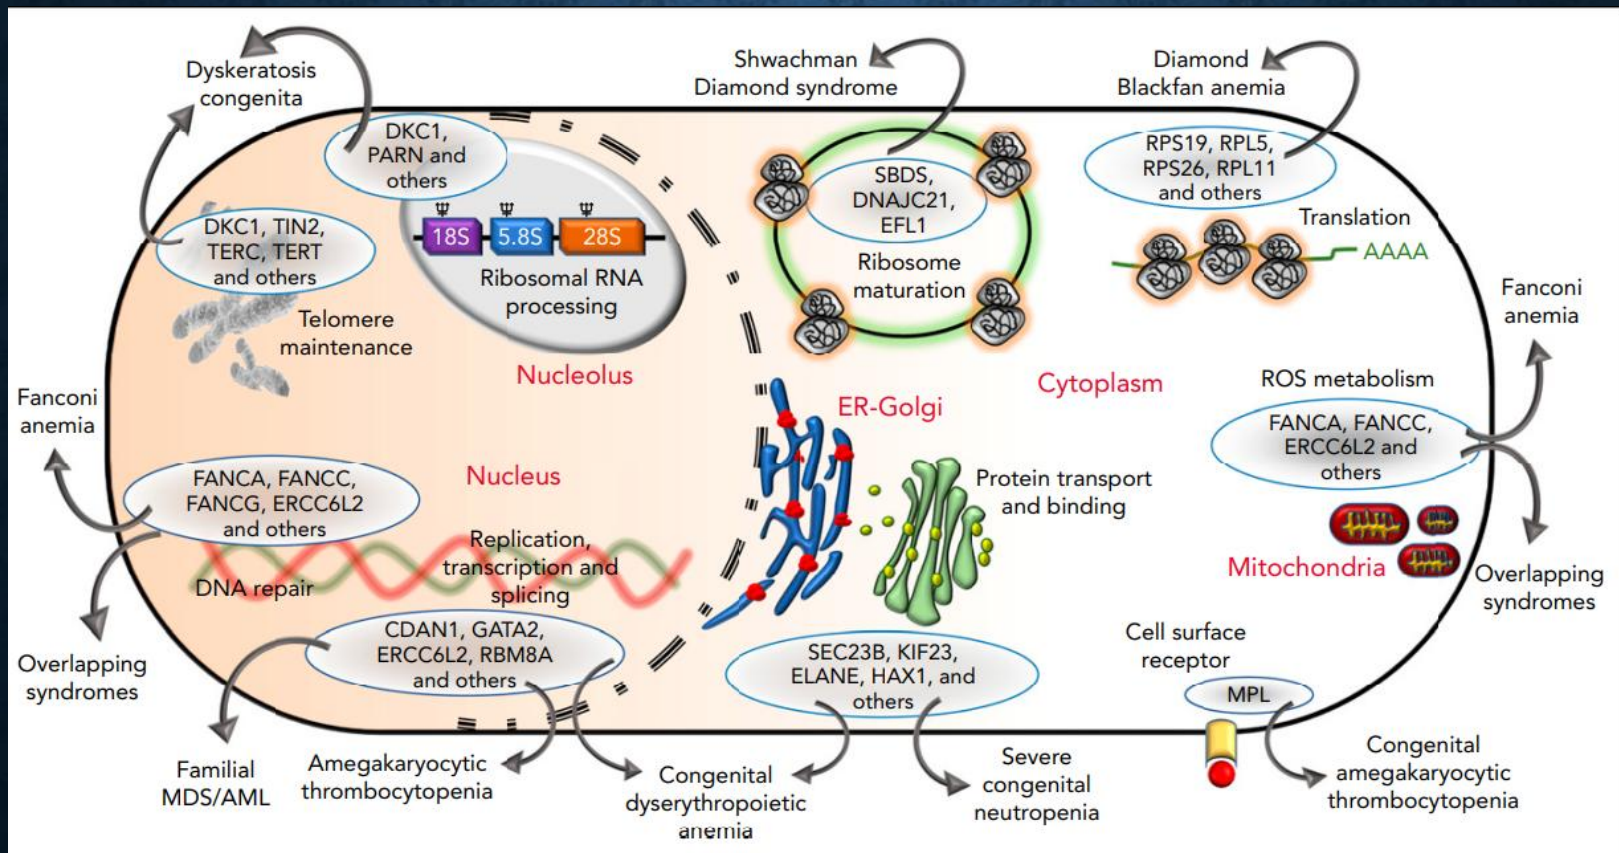 Dyskeratosis
congenita
DKC1,
PARN and
others
DKC1, TIN2,
TERC, TERT
and others
Telomere
maintenance
18S
5.8S
28S
Ribosomal RNA
processing
Nucleolus
Shwachman
Diamond syndrome
SBDS,
DNAJC21,
EFL1
Ribosome
maturation
Diamond
Blackfan anemia
RPS19, RPL5,
RPS26, RPL11
and others
Translation
AAAA
Cytoplasm
Fanconi
anemia
ROS metabolism
FANCA, FANCC,
ERCC6L2 and
others
Mitochondria
Overlapping
syndromes
Fanconi
anemia
FANCA, FANCC,
FANCG, ERCC6L2
and others
Nucleus
DNA repair
Replication,
transcription and
splicing
Overlapping
syndromes
CDAN1, GATA2,
ERCC6L2, RBM8A
and others
Familial
MDS/AML
Amegakaryocytic
thrombocytopenia
Congenital
dyserythropoietic
anemia
ER-Golgi
Protein transport
and binding
SEC23B, KIF23,
ELANE, HAX1, and
others
Severe
congenital
neutropenia
Cell surface
receptor
MPL
Congenital
amegakaryocytic
thrombocytopenia